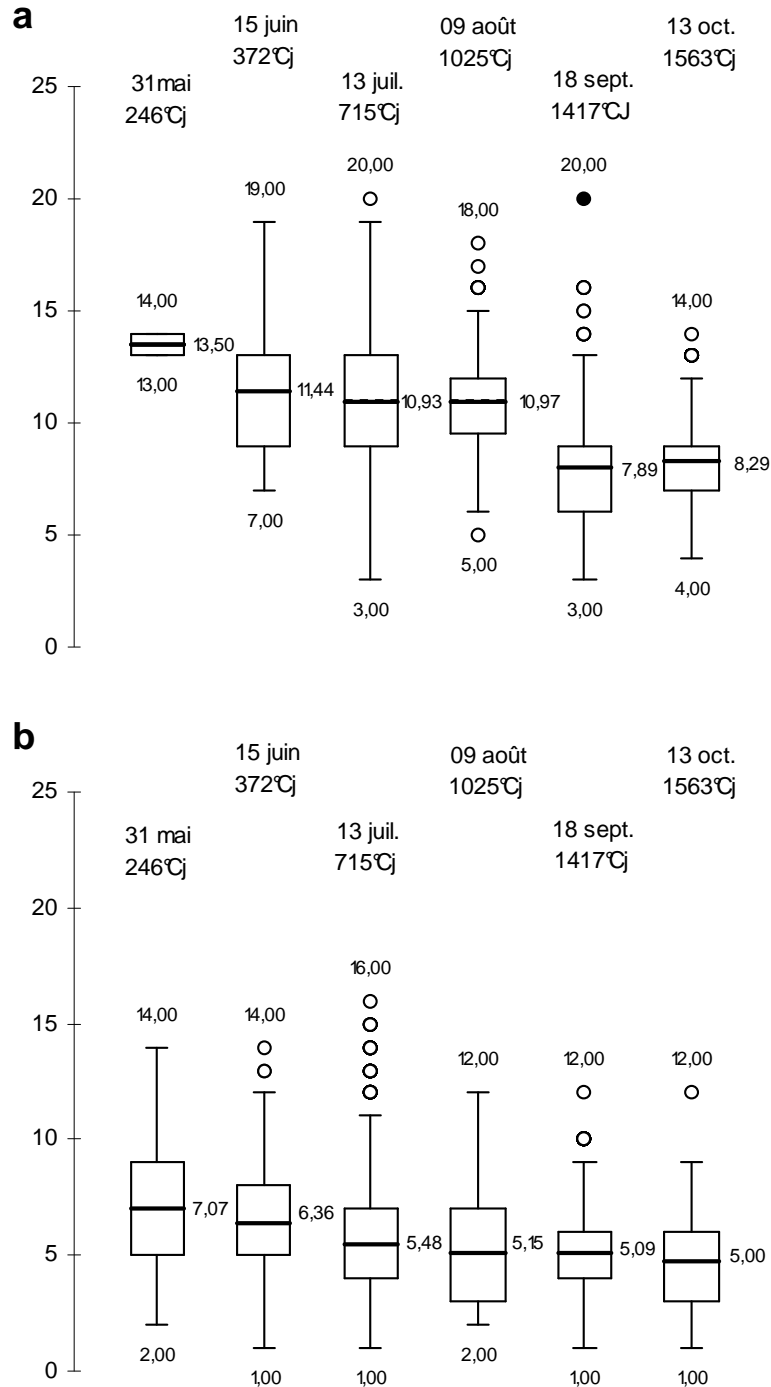 a
15 juin
372°Cj
09 août
1025°Cj
13 oct.
1563°Cj
31 mai
246°Cj
13 juil.
715°Cj
18 sept.
1417°CJ
25
20
15
10
5
0
14,00
13,50
13,00
19,00
11,44
7,00
20,00
10,93
3,00
18,00
10,97
5,00
20,00
7,89
3,00
14,00
8,29
4,00
b
15 juin
372°Cj
09 août
1025°Cj
13 oct.
1563°Cj
31 mai
246°Cj
13 juil.
715°Cj
18 sept.
1417°Cj
25
20
15
10
5
0
14,00
7,07
2,00
14,00
6,36
1,00
16,00
5,48
1,00
12,00
5,15
2,00
12,00
5,09
1,00
12,00
5,00
1,00